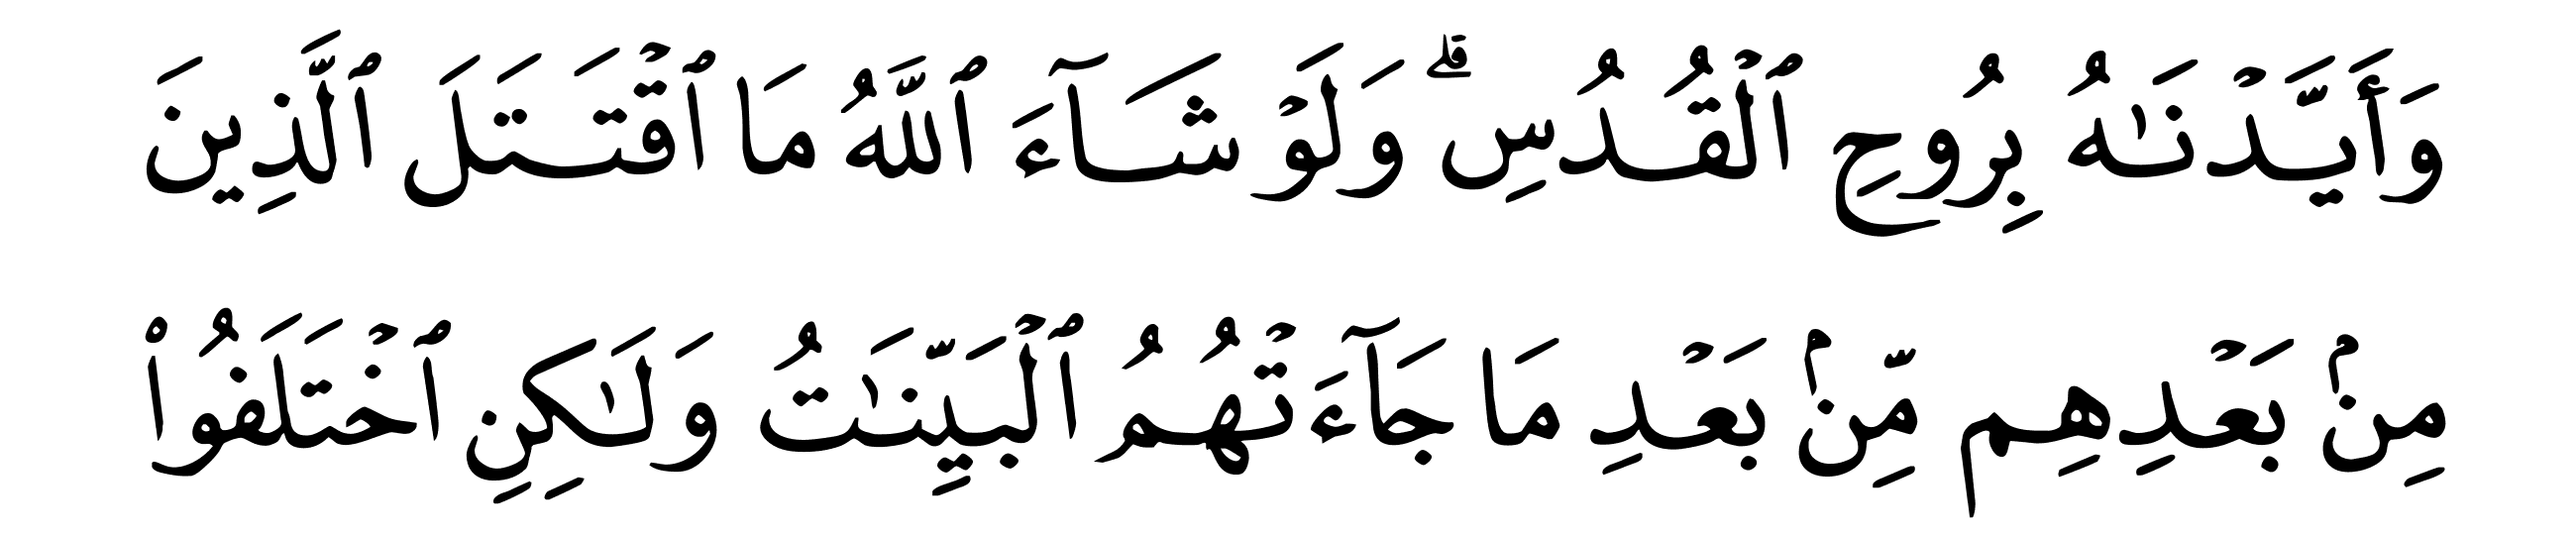 وَأَيَّدۡنَٰهُ بِرُوحِ ٱلۡقُدُسِۗ وَلَوۡ شَآءَ ٱللَّهُ مَا ٱقۡتَتَلَ ٱلَّذِينَ
مِنۢ بَعۡدِهِم مِّنۢ بَعۡدِ مَا جَآءَتۡهُمُ ٱلۡبَيِّنَٰتُ وَلَٰكِنِ ٱخۡتَلَفُواْ